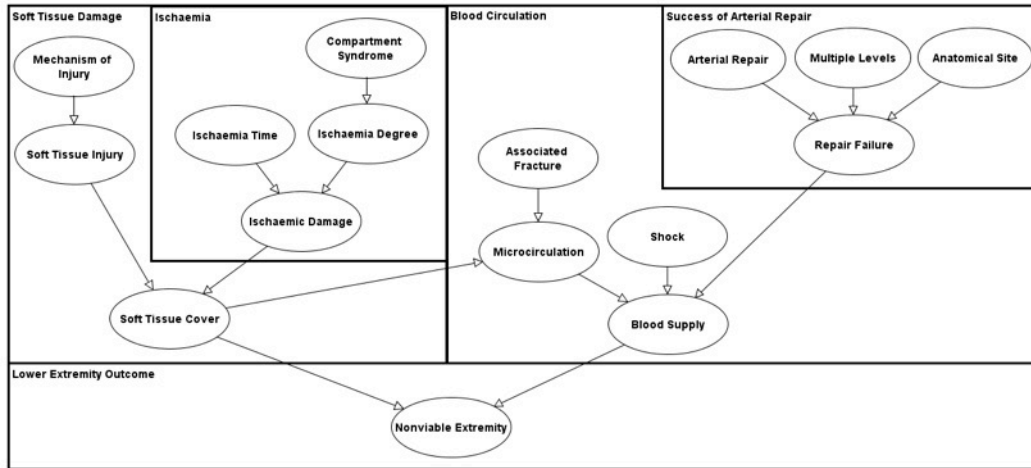 Soft Tissue Damage
Ischaemia
Blood Circulation
Success of Arterial Repair
Mechanism of
Injury
Compartment
Syndrome
Arterial Repair
Multiple Levels
Anatomical Site
Ischaemia Time
Ischaemia Degree
Soft Tissue Injury
Associated
Fracture
Repair Failure
Ischaemic Damage
Microcirculation
Shock
Soft Tissue Cover
Blood Supply
Lower Extremity Outcome
Nonviable Extremity